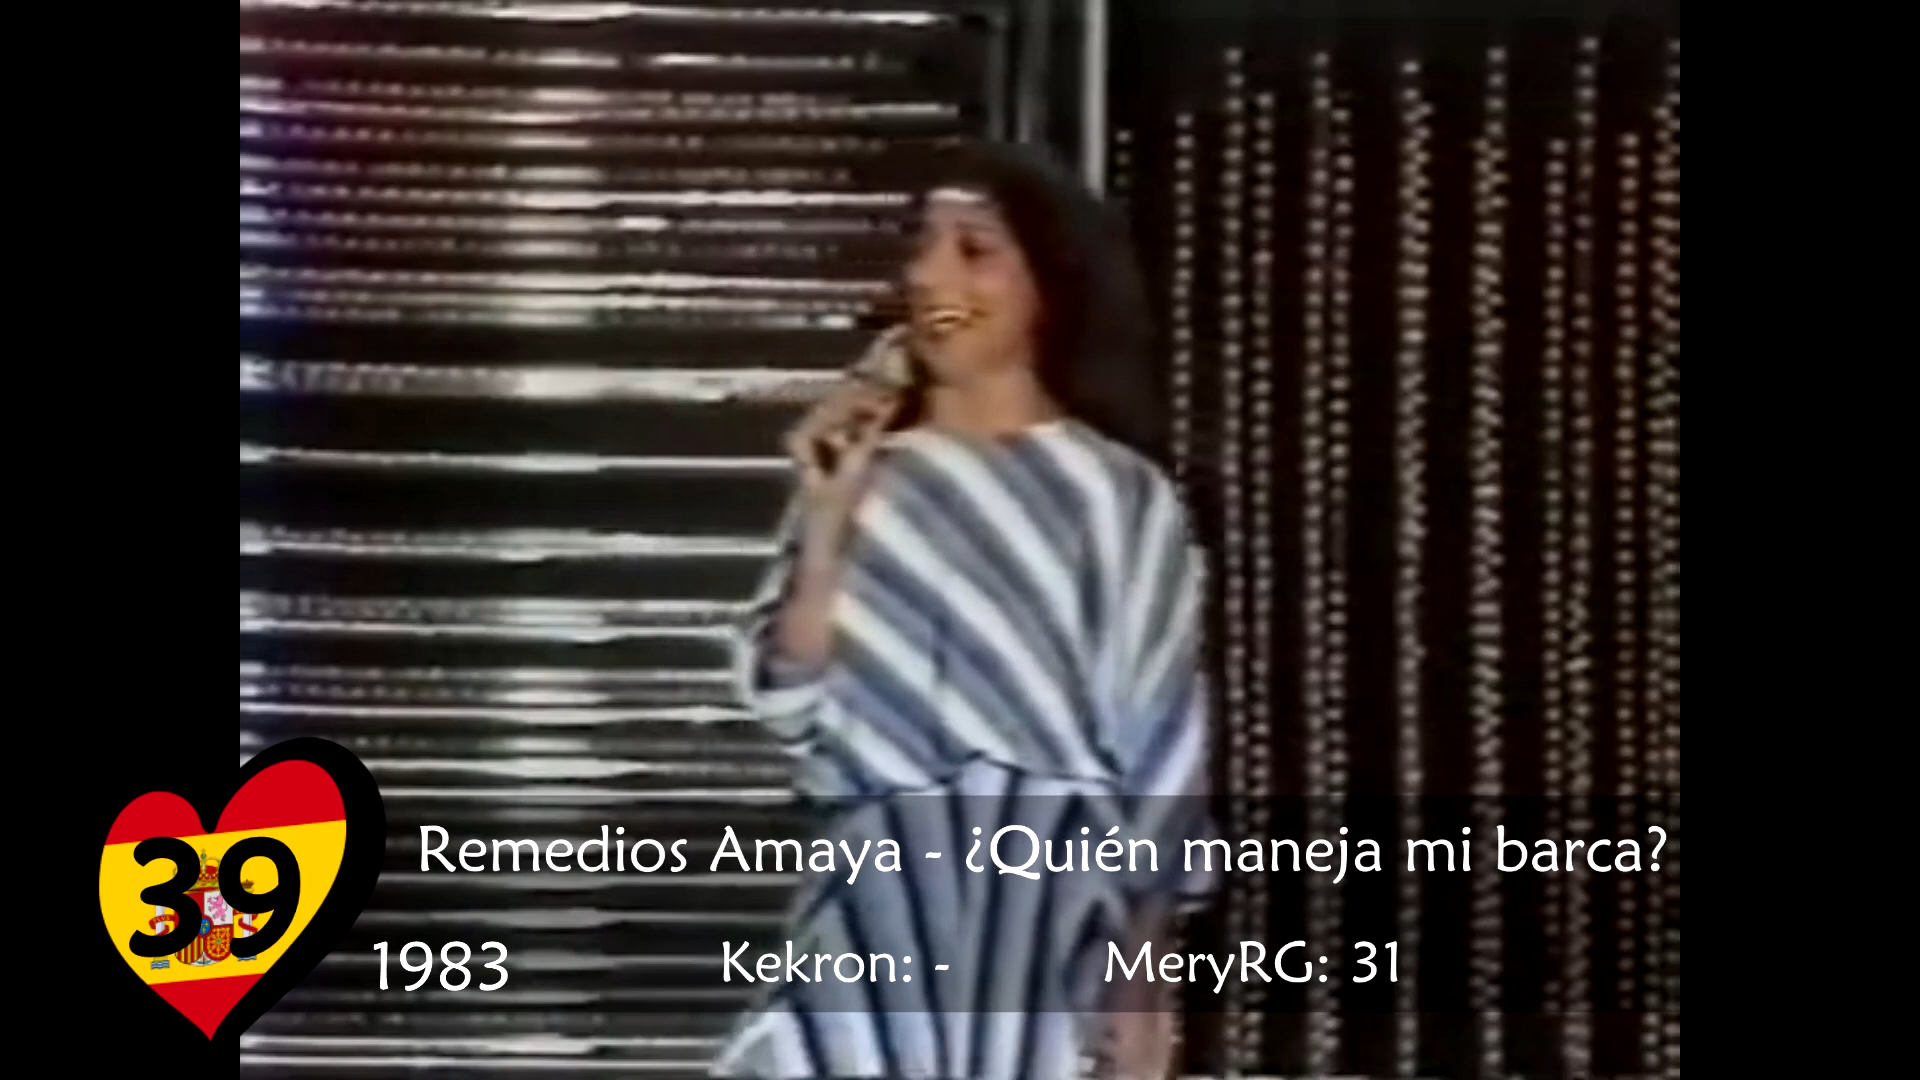 Remedios Amaya - ¿Quién maneja mi barca?
39
1983 Kekron: - MeryRG: 31